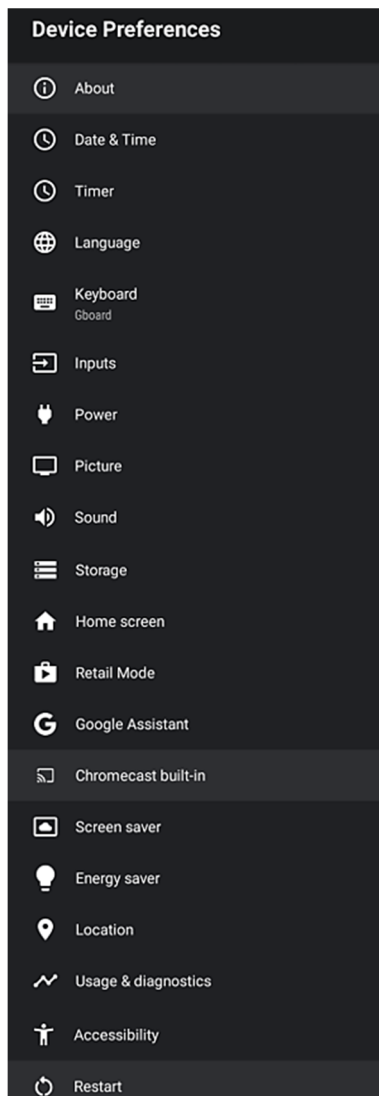 Device Preferences
About
Date & Time
Timer
Language
Keyboard
Gboard
Inputs
Power
Picture
Sound
Storage
Home screen
Retail Mode
Google Assistant
Chromecast built-in
Screen saver
Energy saver
Location
Usage & diagnostics
Accessibility
Restart